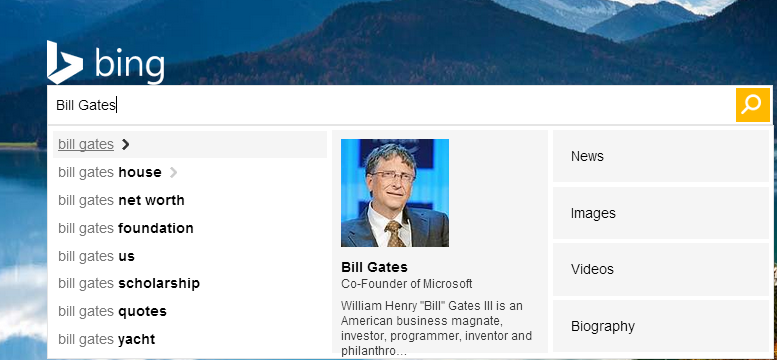 bing
Bill Gates
bill gates
bill gates house
bill gates net worth
bill gates foundation
bill gates us
bill gates scholarship
bill gates quotes
bill gates yacht
Bill Gates
Co-Founder of Microsoft
William Henry "Bill" Gates III is an
American business magnate,
investor, programmer, inventor and
philanthro...
News
Images
Videos
Biography